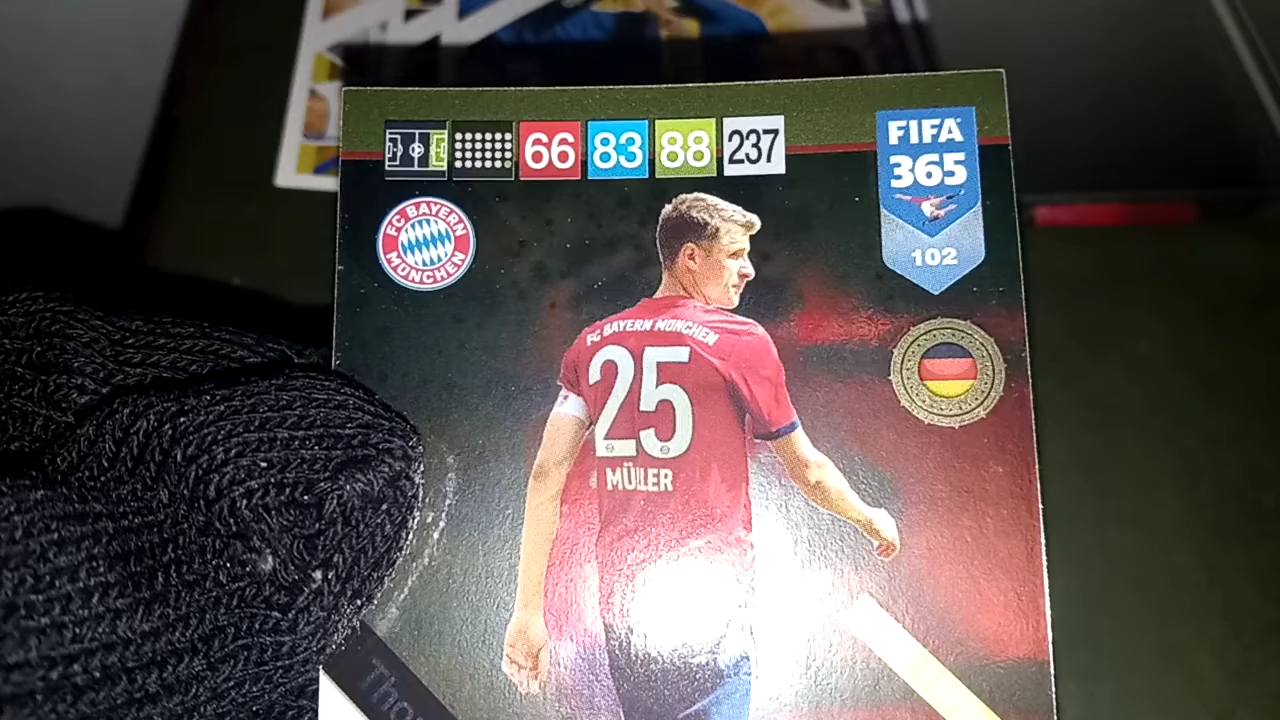 66 83 88 237
FIFA
365
102
FC BAYERN
MÜNCHEN
FC BAYERN MÜNCHEN
25
MÜLLER